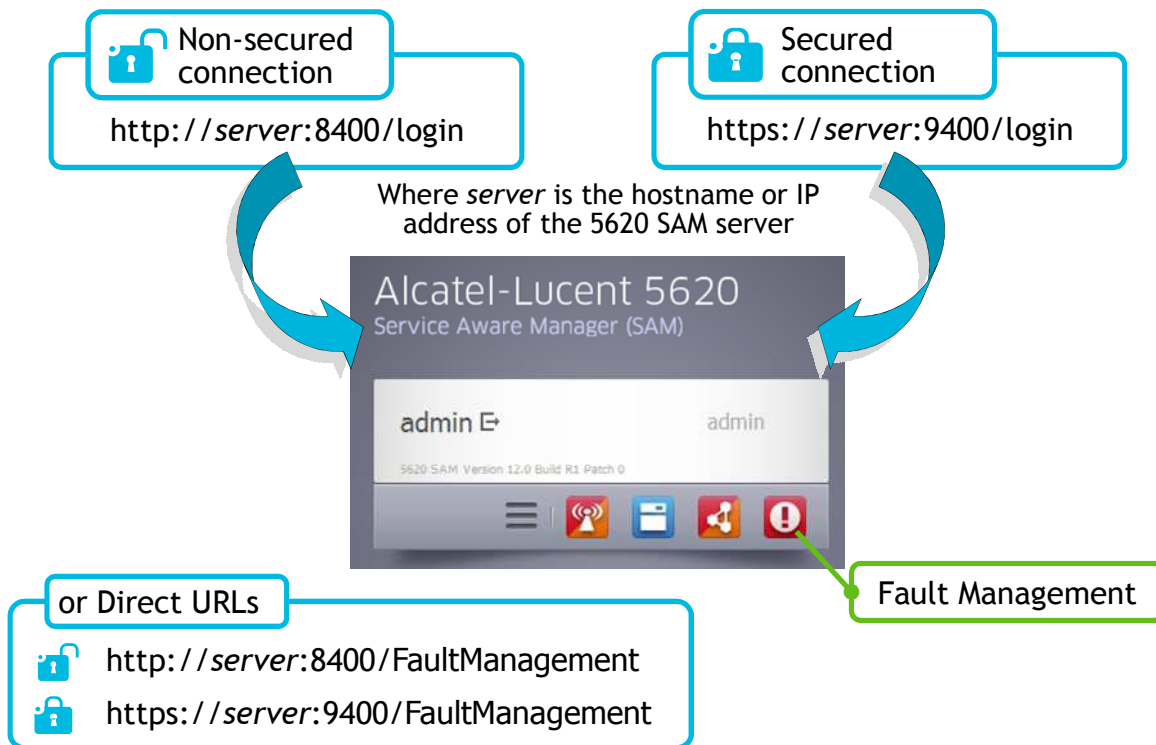 Non-secured
connection
http://server:8400/login
Secured
connection
https://server:9400/login
Where server is the hostname or IP
address of the 5620 SAM server
Alcatel-Lucent 5620
Service Aware Manager (SAM)
admin
admin
5620 SAM Version 12.0 Build R1 Patch 0
Fault Management
or Direct URLs
http://server:8400/FaultManagement
https://server:9400/FaultManagement